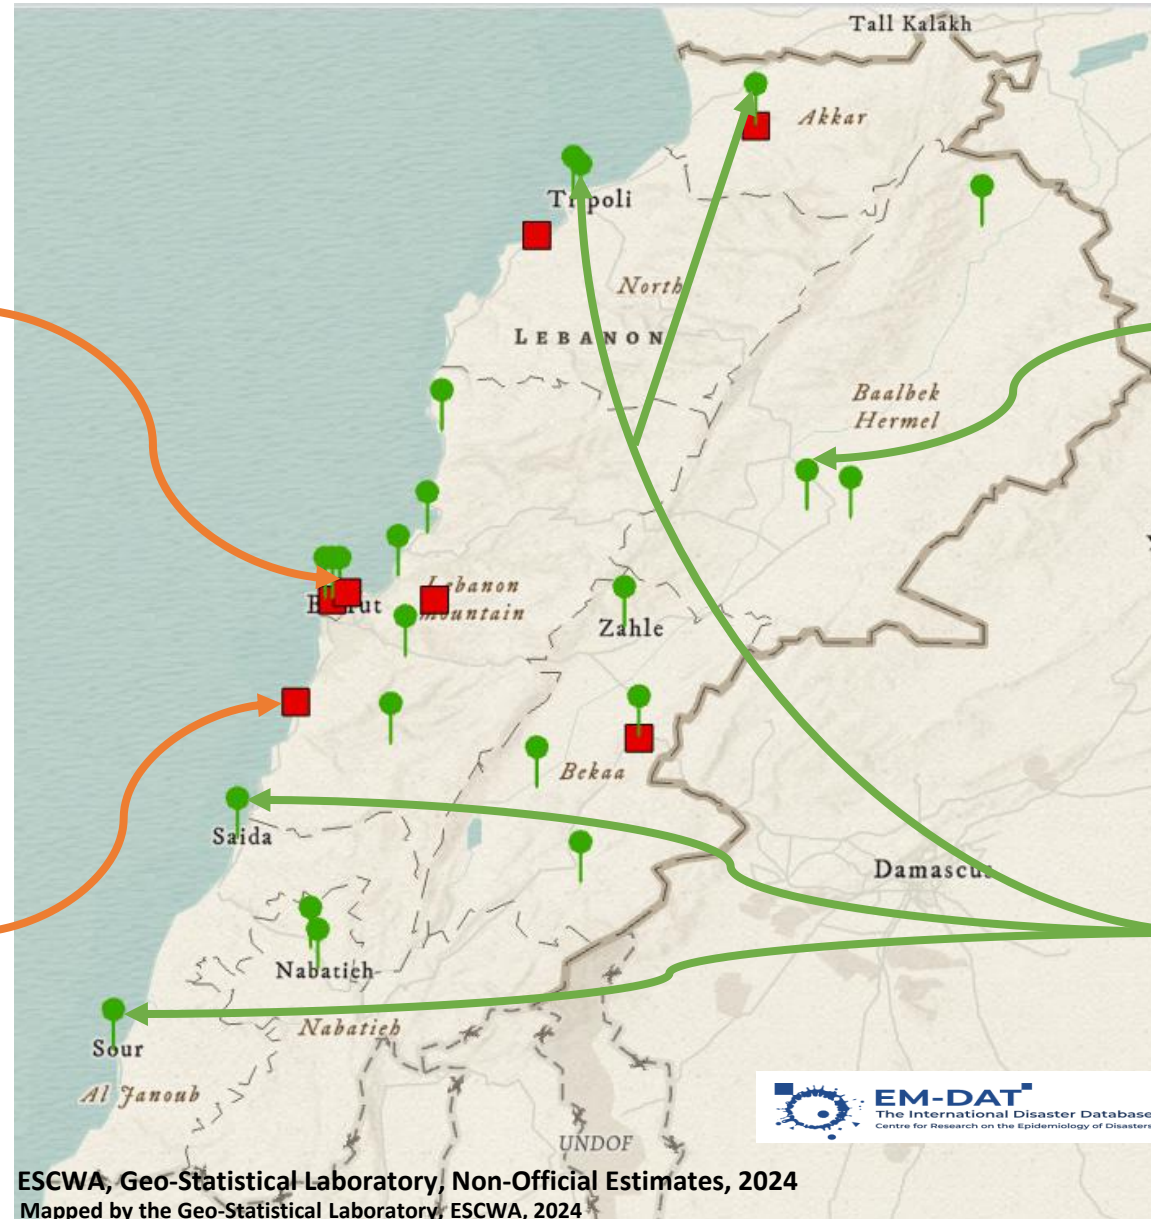 Tall Kalakh
Akkar
Tripoli
North
LEBANON
Baalbek
Hermel
Lebanon
mountain
Beirut
Zahle
Bekaa
Saida
Damascus
Nabatieh
Nabatieh
Sour
Al Janoub
UNDOF
EM-DAT
The International Disaster Database
Centre for Research on the Epidemiology of Disasters
ESCWA, Geo-Statistical Laboratory, Non-Official Estimates, 2024
Mapped by the Geo-Statistical Laboratory, ESCWA, 2024